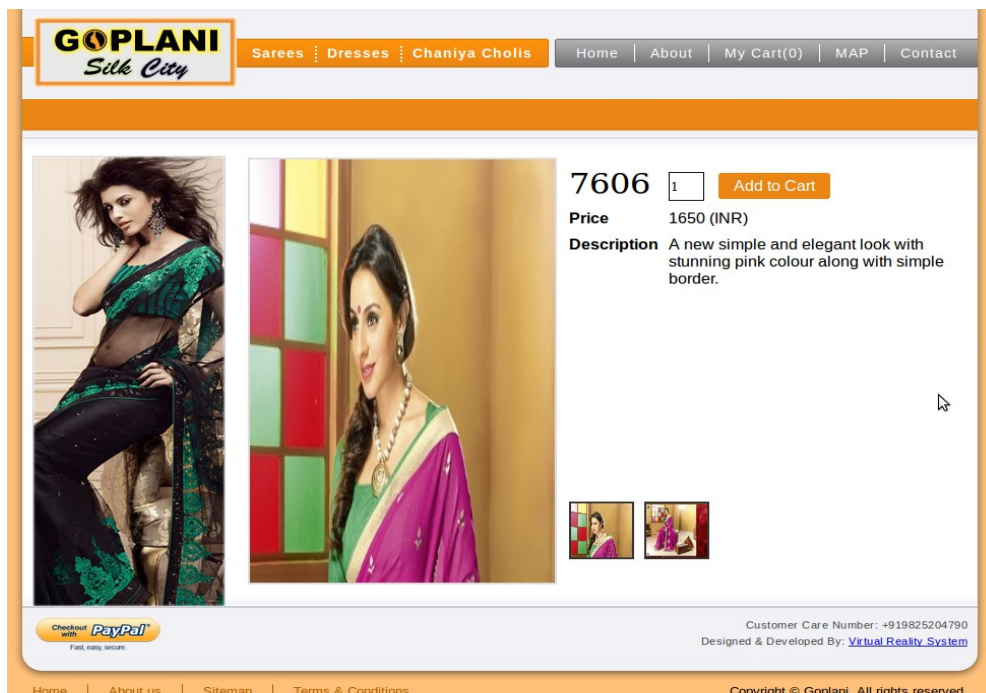 GOPLANI
Silk City
Sarees Dresses Chaniya Cholis
Home About My Cart(0) MAP Contact
7606 1 Add to Cart
Price 1650 (INR)
Description A new simple and elegant look with
stunning pink colour along with simple
border.
Checkout
with PayPal
Fast, easy, secure.
Customer Care Number: +919825204790
Designed & Developed By: Virtual Reality System
Home About us Sitemap Terms & Conditions
Copyright © Goplani. All rights reserved.